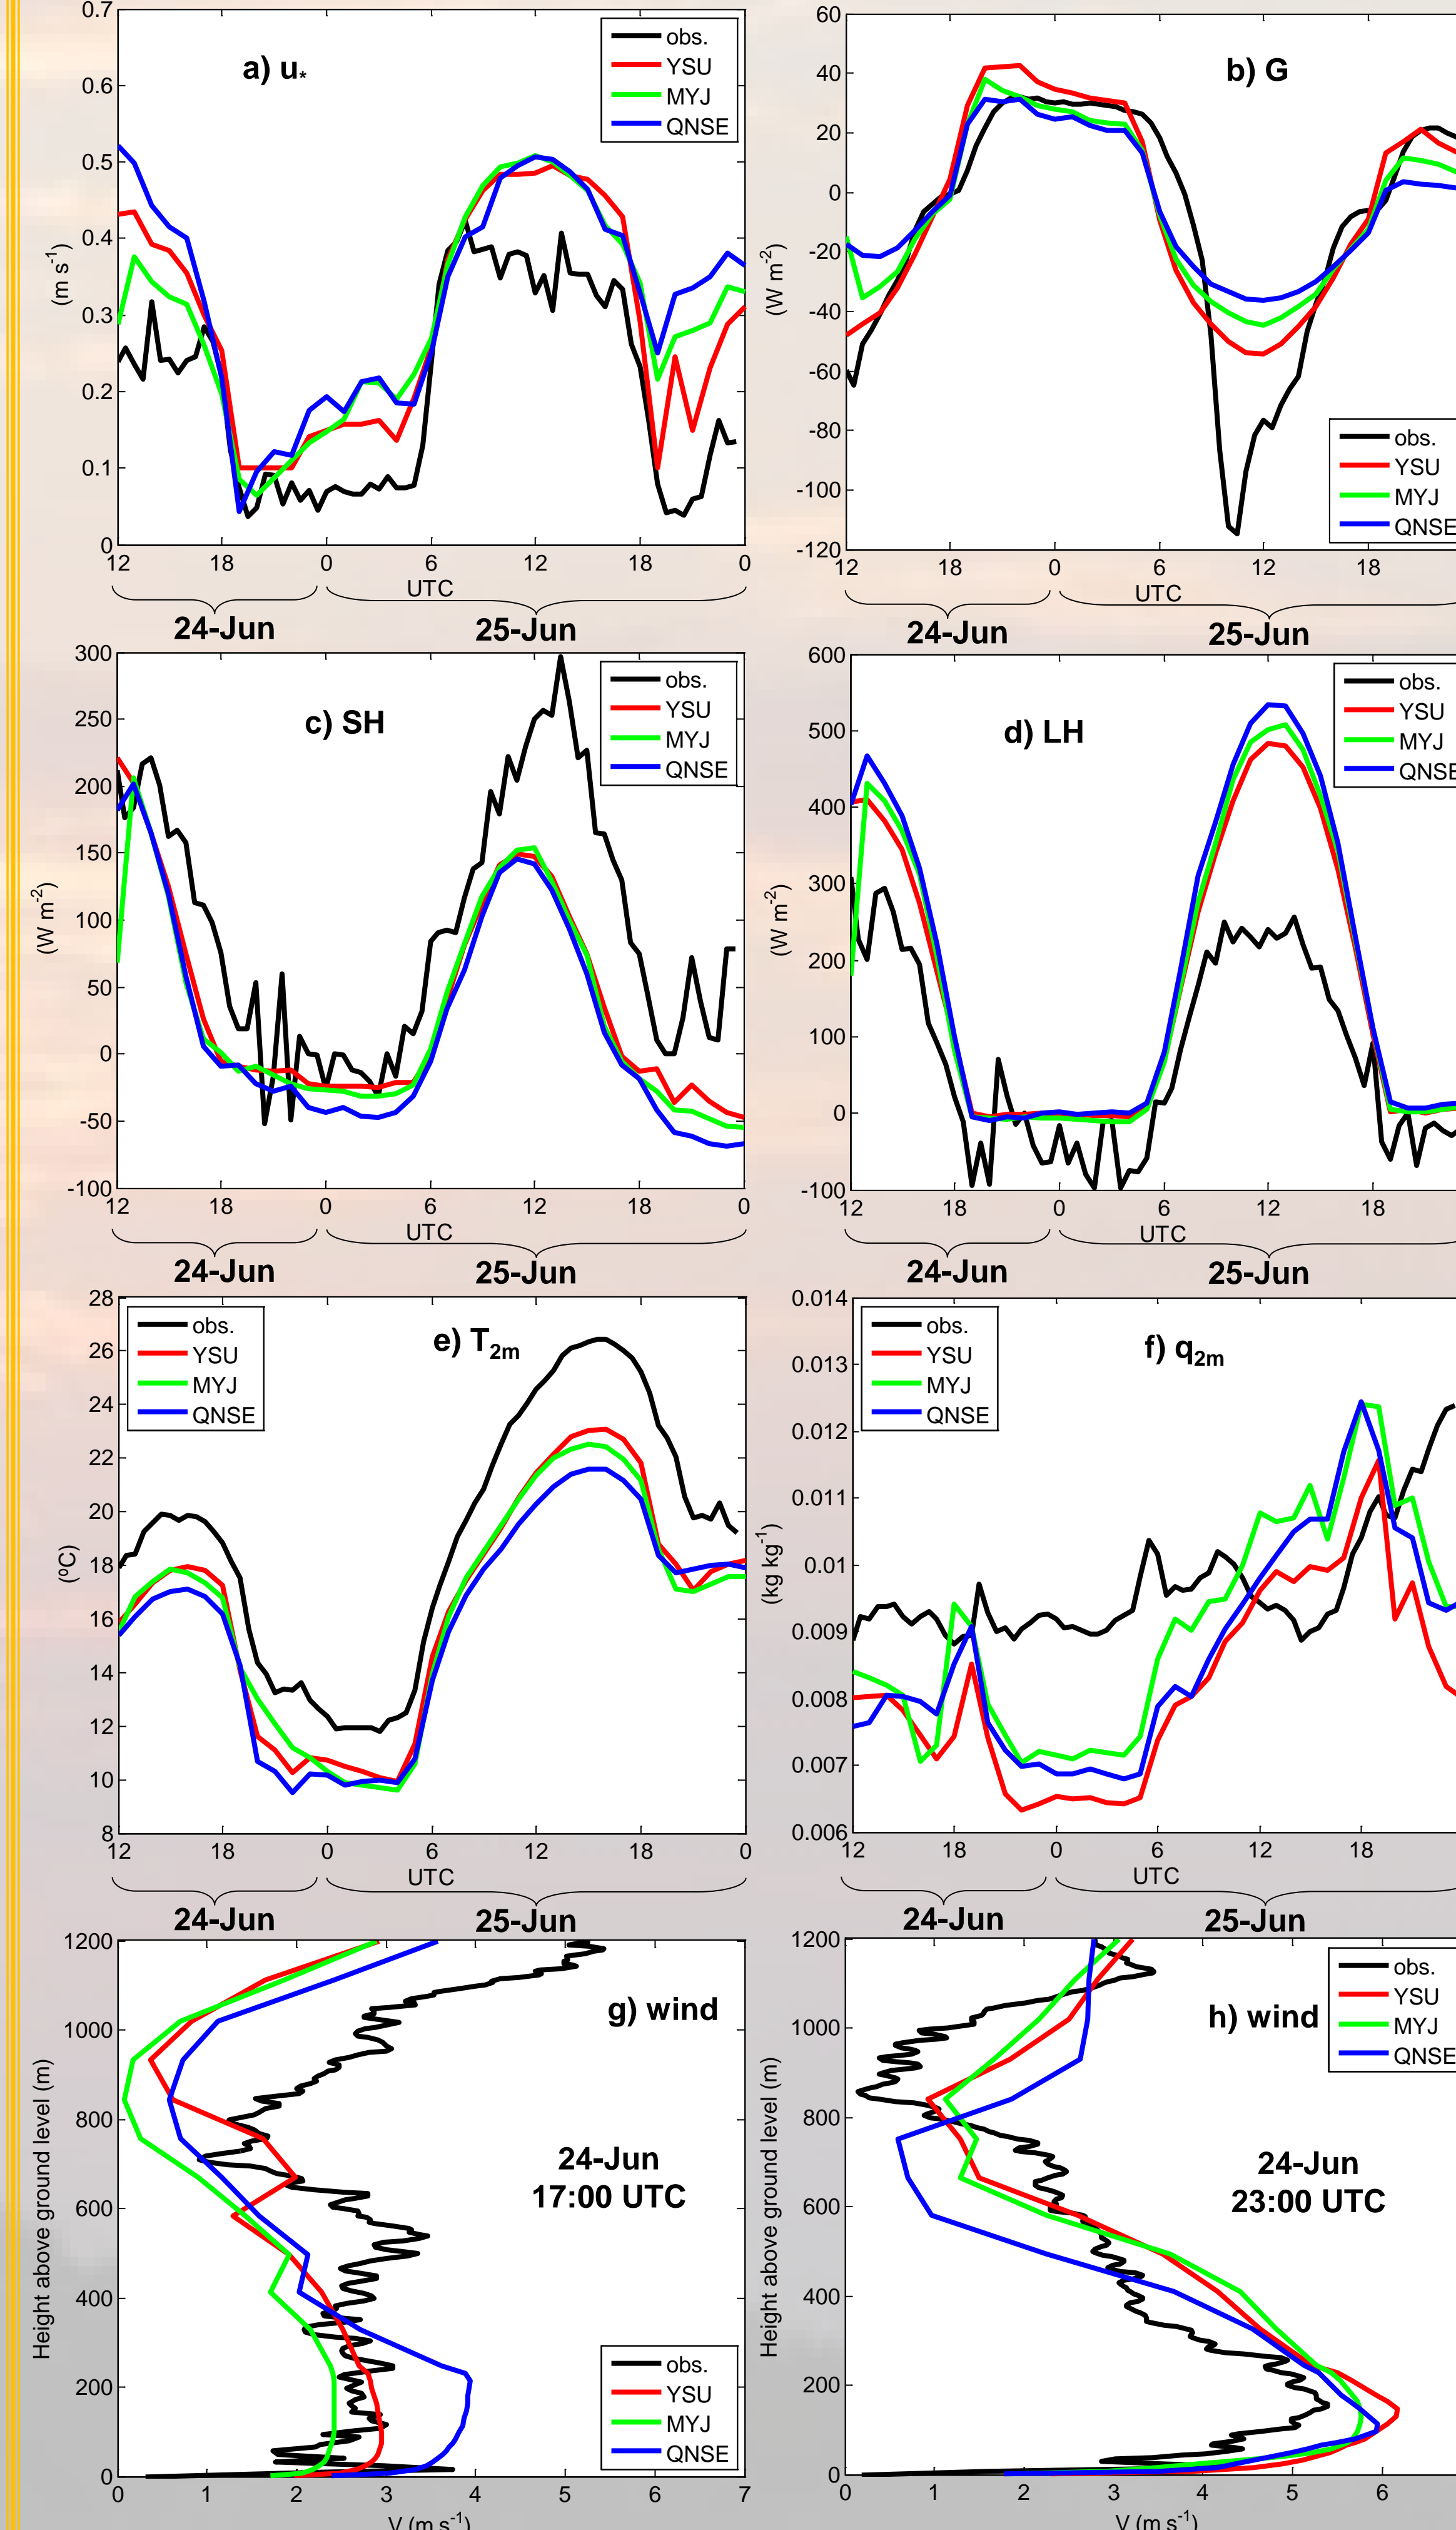 a) u*
(m s-1)
0.7
0.6
0.5
0.4
0.3
0.2
0.1
0
obs.
YSU
MYJ
QNSE
12 18 0 6 12 18 0
UTC
24-Jun 25-Jun
b) G
(W m-2)
60
40
20
0
-20
-40
-60
-80
-100
-120
obs.
YSU
MYJ
QNSE
12 18 0 6 12 18
UTC
24-Jun 25-Jun
c) SH
(W m-2)
300
250
200
150
100
50
0
-50
-100
obs.
YSU
MYJ
QNSE
12 18 0 6 12 18 0
UTC
24-Jun 25-Jun
d) LH
(W m-2)
600
500
400
300
200
100
0
-100
obs.
YSU
MYJ
QNSE
12 18 0 6 12 18
UTC
24-Jun 25-Jun
e) T2m
(ºC)
28
26
24
22
20
18
16
14
12
10
8
obs.
YSU
MYJ
QNSE
12 18 0 6 12 18 0
UTC
24-Jun 25-Jun
f) q2m
(kg kg-1)
0.014
0.013
0.012
0.011
0.01
0.009
0.008
0.007
0.006
obs.
YSU
MYJ
QNSE
12 18 0 6 12 18
UTC
24-Jun 25-Jun
g) wind
Height above ground level (m)
1200
1000
800
600
400
200
0
24-Jun
17:00 UTC
obs.
YSU
MYJ
QNSE
0 1 2 3 4 5 6 7
V (m s-1)
h) wind
Height above ground level (m)
1200
1000
800
600
400
200
0
obs.
YSU
MYJ
QNSE
24-Jun
23:00 UTC
0 1 2 3 4 5 6
V (m s-1)